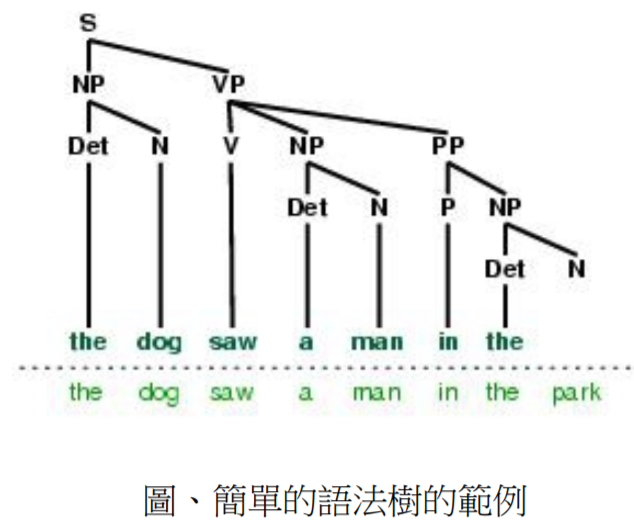 S
NP VP
Det N V NP PP
Det N P NP
Det N
the dog saw a man in the
the dog saw a man in the park
圖、簡單的語法樹的範例